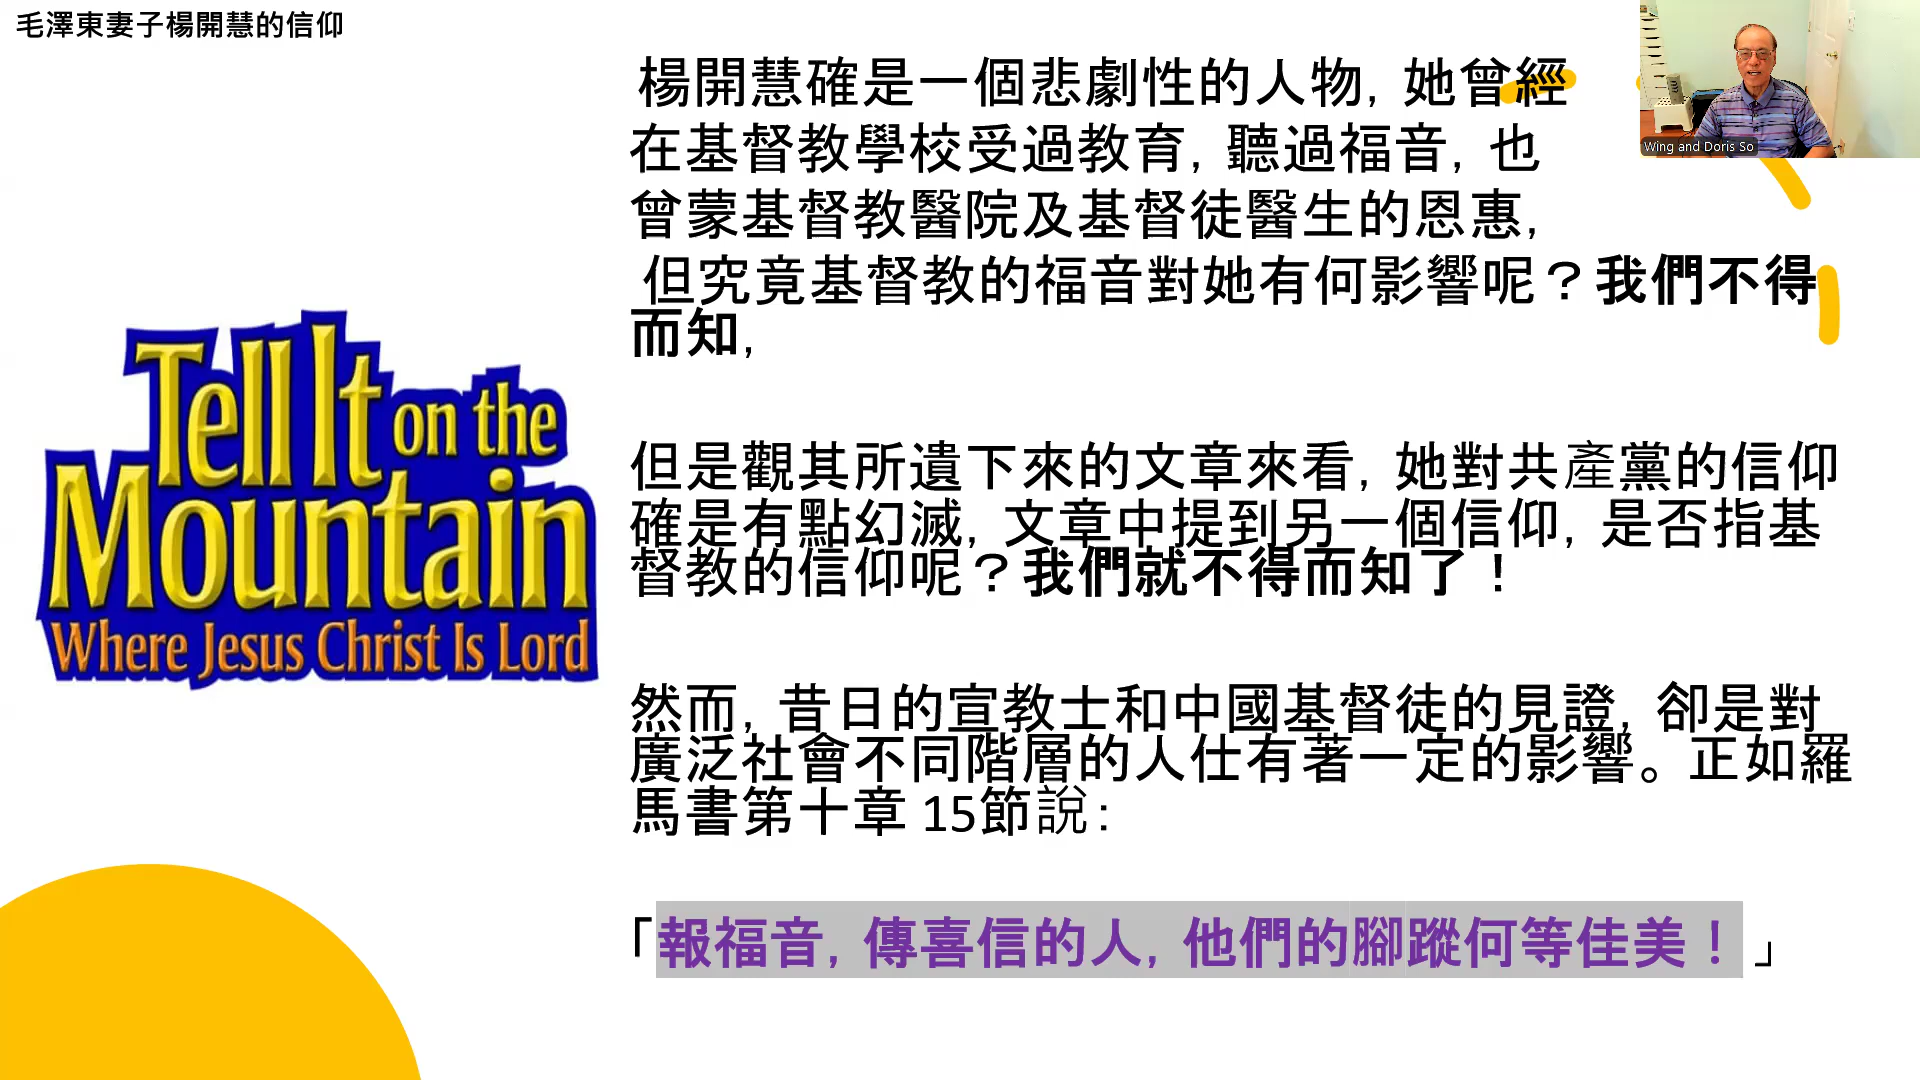 毛澤東妻子楊開慧的信仰
楊開慧確是一個悲劇性的人物, 她曾經
在基督教學校受過教育, 聽過福音, 也
曾蒙基督教醫院及基督徒醫生的恩惠,
但究竟基督教的福音對她有何影響呢？我們不得
而知,
但是觀其所遺下來的文章來看, 她對共產黨的信仰
確是有點幻滅, 文章中提到另一個信仰, 是否指基
督教的信仰呢？我們就不得而知了！
然而, 昔日的宣教士和中國基督徒的見證, 卻是對
廣泛社會不同階層的人仕有著一定的影響。正如羅
馬書第十章 15節說:
「報福音, 傳喜信的人, 他們的腳蹤何等佳美！」
Tell It on the
Mountain
Where Jesus Christ Is Lord
Wing and Doris So